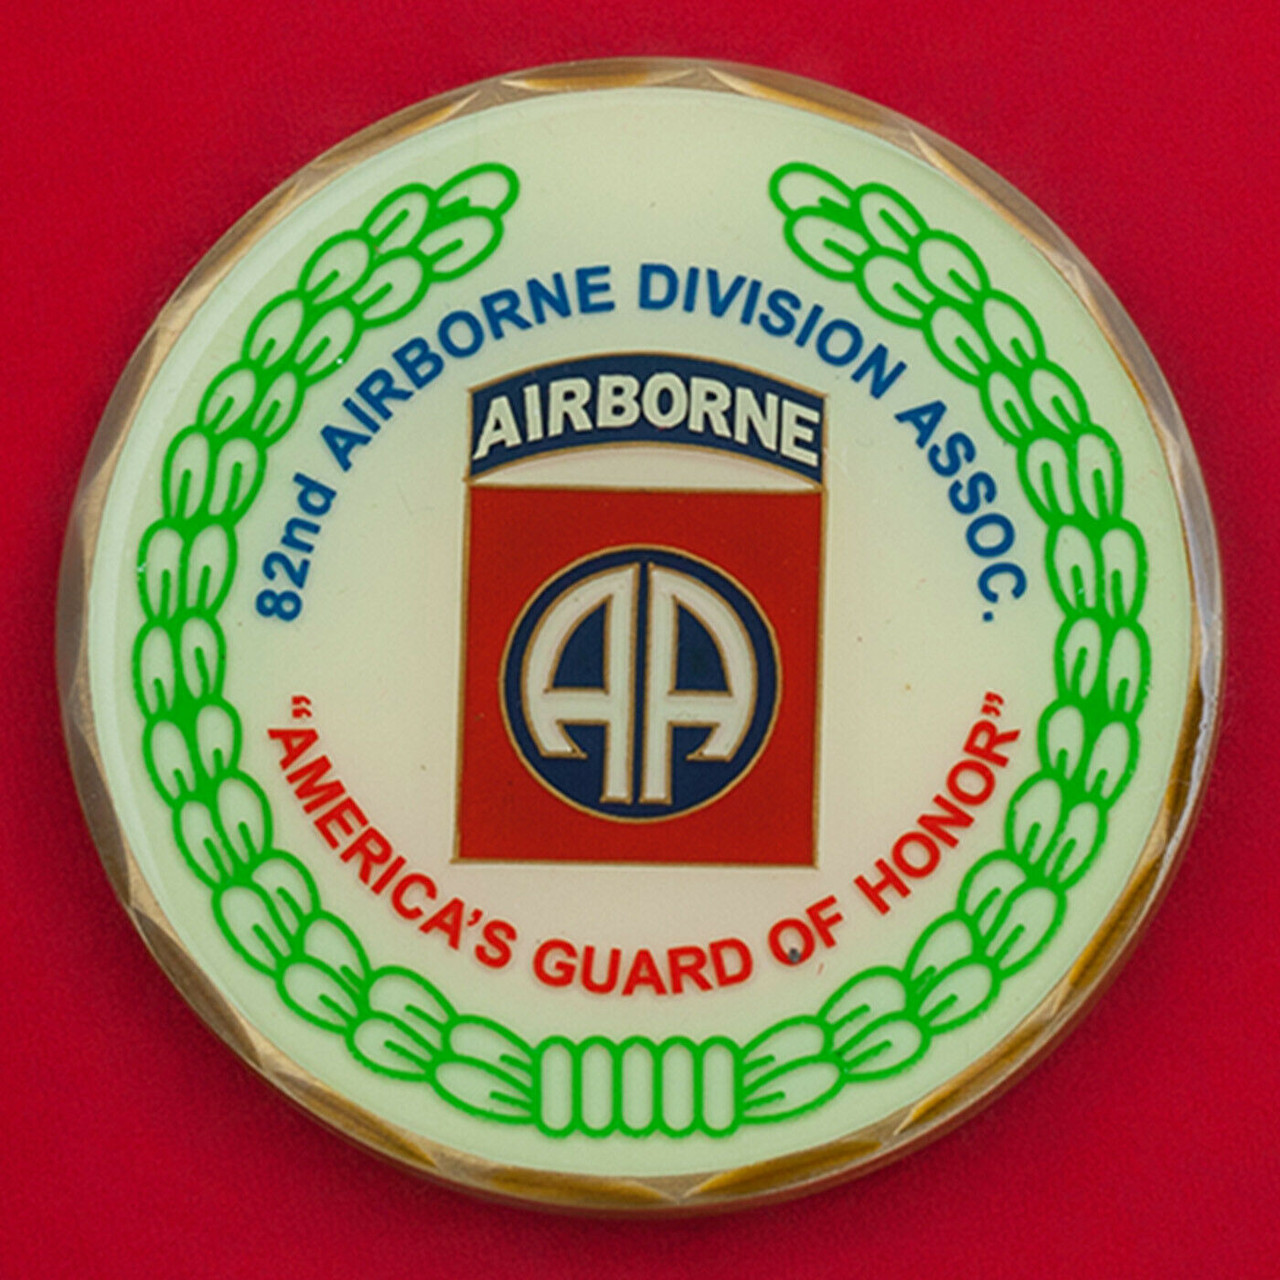 82nd AIRBORNE DIVISION ASSOC.
AIRBORNE
AA
“AMERICA’S GUARD OF HONOR”